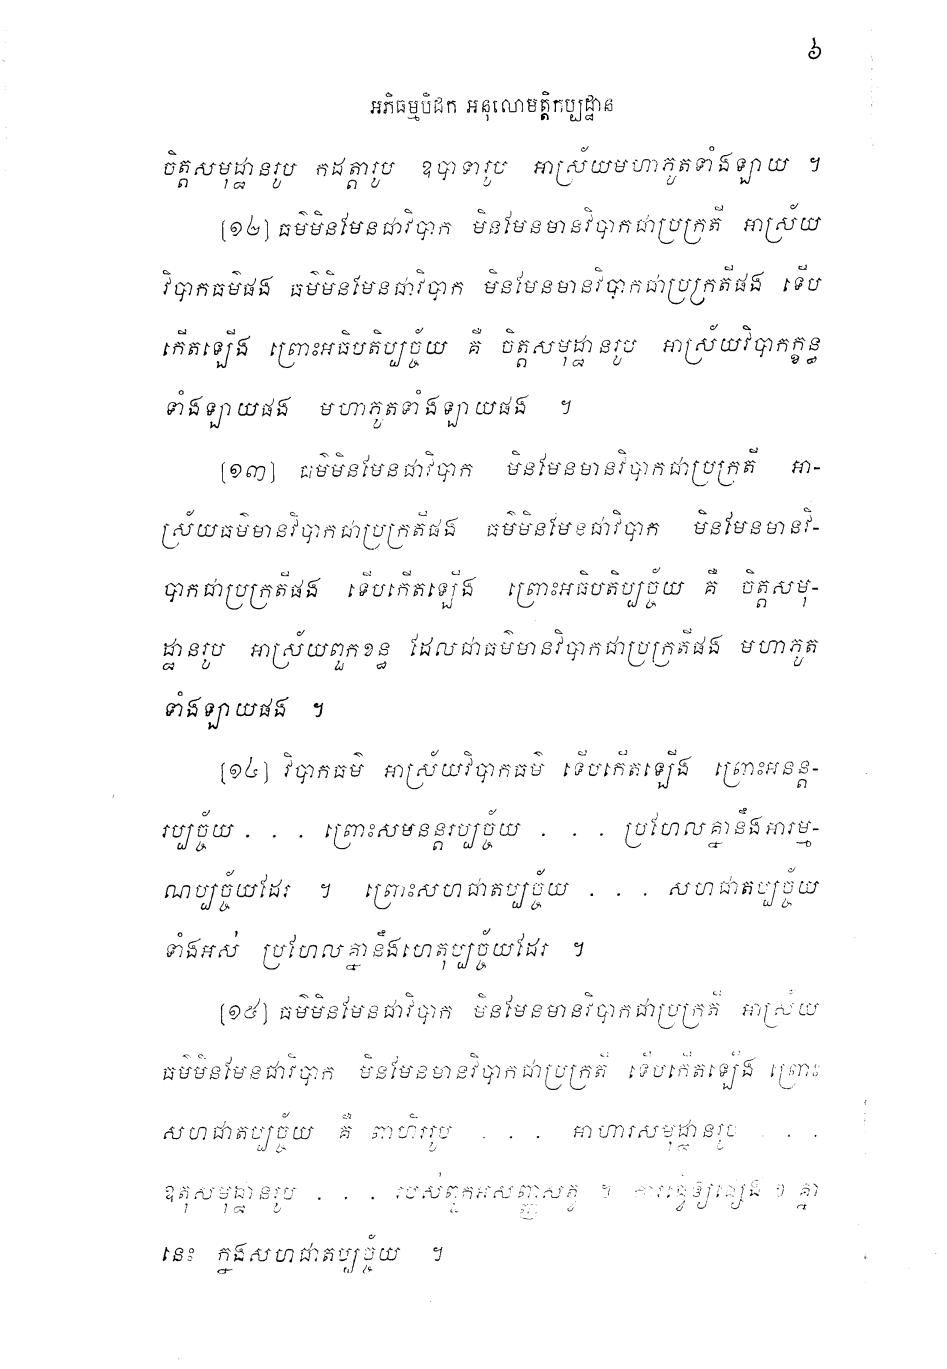 ៦
អភិធម្មបិដក អនុលោមត្តិកប្បដ្ឋាន
ចិត្តសមុដ្ឋានរូប កដត្តារូប ឧបាទារូប អាស្រ័យមហាភូតទាំងឡាយ ។
[១២] ធម៌មិនមែនជាវិបាក មិនមែនមានវិបាកជាប្រក្រតី អាស្រ័យ
វិបាកធម៌ផង ធម៌មិនមែនជាវិបាក មិនមែនមានវិបាកជាប្រក្រតីផង ទើប
កើតឡើង ព្រោះអធិបតិប្បច្ច័យ គឺ ចិត្តសមុដ្ឋានរូប អាស្រ័យវិបាកក្ខន្ធ
ទាំងឡាយផង មហាភូតទាំងឡាយផង ។
[១៣] ធម៌មិនមែនជាវិបាក មិនមែនមានវិបាកជាប្រក្រតី អា-
ស្រ័យធម៌មានវិបាកជាប្រក្រតីផង ធម៌មិនមែនជាវិបាក មិនមែនមានវិ-
បាកជាប្រក្រតីផង ទើបកើតឡើង ព្រោះអធិបតិប្បច្ច័យ គឺ ចិត្តសមុ-
ដ្ឋានរូប អាស្រ័យពួកខន្ធ ដែលជាធម៌មានវិបាកជាប្រក្រតីផង មហាភូត
ទាំងឡាយផង ។
[១៤] វិបាកធម៌ អាស្រ័យវិបាកធម៌ ទើបកើតឡើង ព្រោះអនន្ត-
រប្បច្ច័យ . . . ព្រោះសមនន្តរប្បច្ច័យ . . . ប្រហែលគ្នានឹងអារម្ម-
ណប្បច្ច័យដែរ ។ ព្រោះសហជាតប្បច្ច័យ . . . សហជាតប្បច្ច័យ
ទាំងអស់ ប្រហែលគ្នានឹងហេតុប្បច្ច័យដែរ ។
[១៥] ធម៌មិនមែនជាវិបាក មិនមែនមានវិបាកជាប្រក្រតី អាស្រ័យ
ធម៌មិនមែនជាវិបាក មិនមែនមានវិបាកជាប្រក្រតី ទើបកើតឡើង ព្រោះ
សហជាតប្បច្ច័យ គឺ ពាហិររូប . . . អាហារសមុដ្ឋានរូប . . .
ឧតុសមុដ្ឋានរូប . . . របស់ពួកអសញ្ញសត្វ ។ ការធ្វើឲ្យផ្សេង ៗ គ្នា
នេះ ក្នុងសហជាតប្បច្ច័យ ។